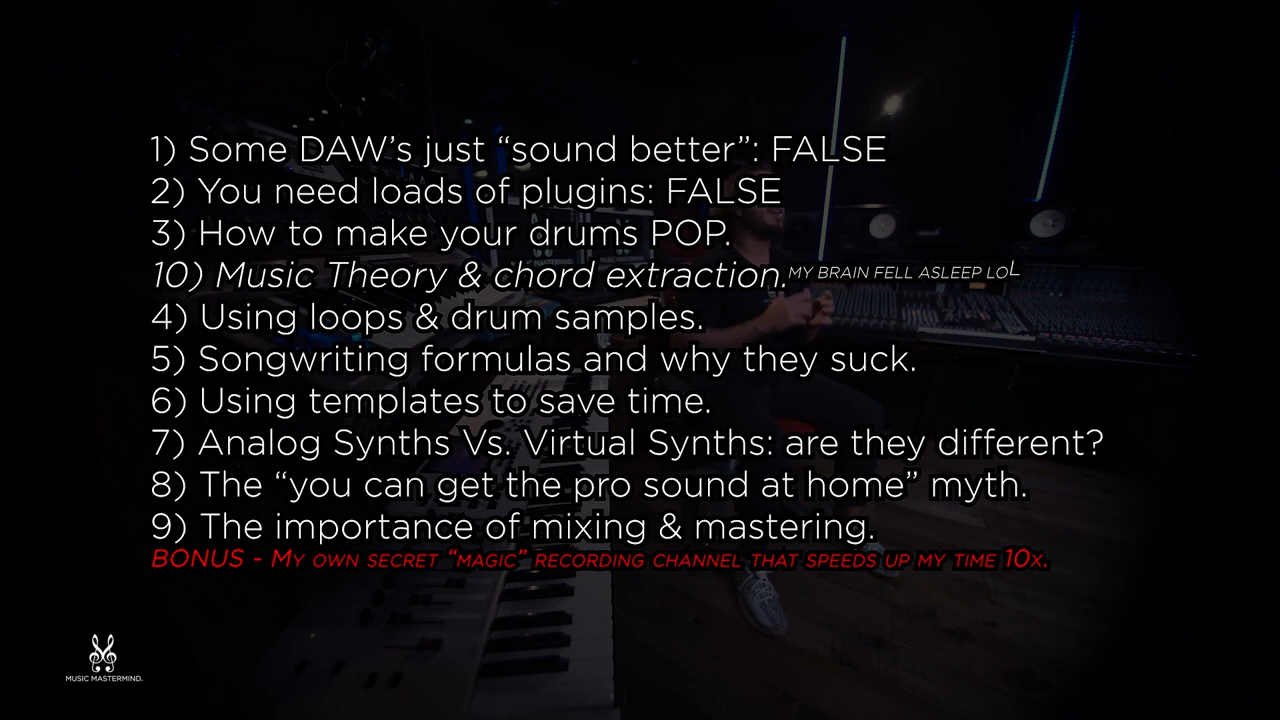 1) Some DAW’s just “sound better”: FALSE
2) You need loads of plugins: FALSE
3) How to make your drums POP.
10) Music Theory & chord extraction. MY BRAIN FELL ASLEEP LOL
4) Using loops & drum samples.
5) Songwriting formulas and why they suck.
6) Using templates to save time.
7) Analog Synths Vs. Virtual Synths: are they different?
8) The “you can get the pro sound at home” myth.
9) The importance of mixing & mastering.
BONUS - My own secret “magic” recording channel that speeds up my time 10x.
MUSIC MASTERMIND.